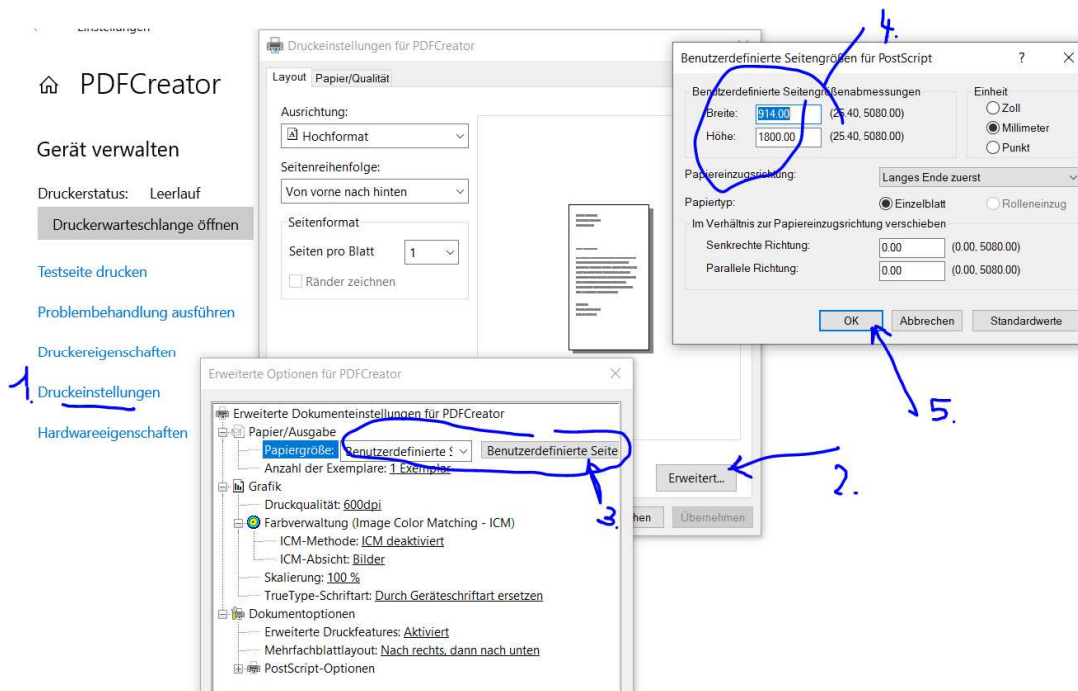 PDFCreator
Gerät verwalten
Druckerstatus: Leerlauf
Druckerwarteschlange öffnen
Testseite drucken
Problembehandlung ausführen
Druckereigenschaften
1. Druckeinstellungen
Hardwareeigenschaften
Druckeinstellungen für PDFCreator
Layout Papier/Qualität
Ausrichtung:
Hochformat
Seitenreihenfolge:
Von vorne nach hinten
Seitenformat
Seiten pro Blatt 1
Ränder zeichnen
Erweitert...
2.
hen Übernehmen
4.
Benutzerdefinierte Seitengrößen für PostScript ? X
Benutzerdefinierte Seitengrößenabmessungen
Breite: 914.00 (25.40, 5080.00)
Höhe: 1800.00 (25.40, 5080.00)
Einheit
Zoll
Millimeter
Punkt
Papiereinzugsrichtung: Langes Ende zuerst
Papiertyp: Einzelblatt Rolleneinzug
Im Verhältnis zur Papiereinzugsrichtung verschieben
Senkrechte Richtung: 0.00 (0.00, 5080.00)
Parallele Richtung: 0.00 (0.00, 5080.00)
OK Abbrechen Standardwerte
5.
Erweiterte Optionen für PDFCreator
Erweiterte Dokumenteinstellungen für PDFCreator
Papier/Ausgabe
Papiergröße: Benutzerdefinierte S Benutzerdefinierte Seite
Anzahl der Exemplare: 1 Exemplar
3.
Grafik
Druckqualität: 600dpi
Farbverwaltung (Image Color Matching - ICM)
ICM-Methode: ICM deaktiviert
ICM-Absicht: Bilder
Skalierung: 100 %
TrueType-Schriftart: Durch Geräteschriftart ersetzen
Dokumentoptionen
Erweiterte Druckfeatures: Aktiviert
Mehrfachblattlayout: Nach rechts, dann nach unten
PostScript-Optionen